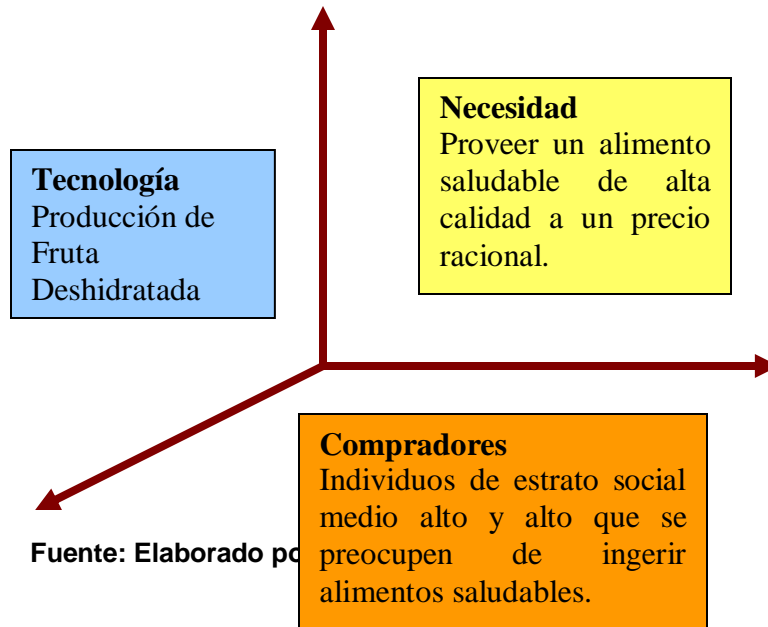 Necesidad
Proveer un alimento
saludable de alta
calidad a un precio
racional.
Tecnología
Producción de
Fruta
Deshidratada
Compradores
Individuos de estrato social
medio alto y alto que se
preocupen de ingerir
alimentos saludables.
Fuente: Elaborado